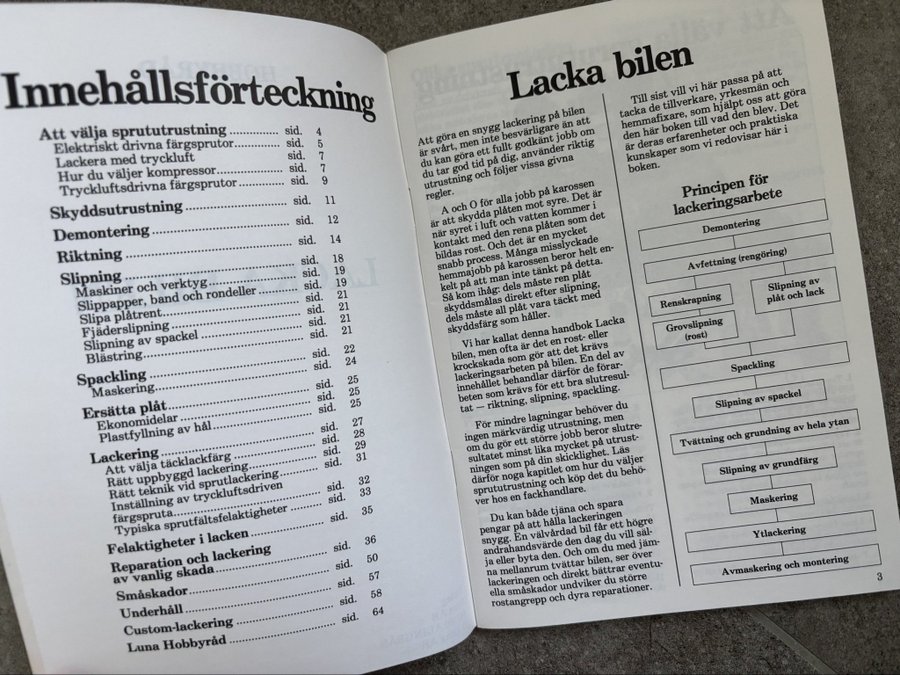 Innehållsförteckning
Att välja sprututrustning ............ sid. 4
Elektriskt drivna färgsprutor ............ sid. 5
Lackera med tryckluft sid. 7
Hur du väljer kompressor ............ sid. 7
Tryckluftsdrivna färgsprutor ............ sid. 9
Skyddsutrustning ............ sid. 11
Demontering ............ sid. 12
Riktning ............ sid. 14
Slipning ............ sid. 18
Maskiner och verktyg ............ sid. 19
Slippapper, band och rondeller ............ sid. 19
Slipa plåtrent ............ sid. 21
Fjäderslipning ............ sid. 21
Slipning av spackel ............ sid. 21
Blästring ............
Spackling ............ sid. 22
Maskering ............ sid. 24
Ersätta plåt ............ sid. 25
Ekonomidelar ............ sid. 25
Plastfyllning av hål ............ sid. 25
Lackering ............ sid. 27
Att välja täcklackfärg ............ sid. 28
Rätt uppbyggd lackering ............ sid. 29
Rätt teknik vid sprutlackering ............ sid. 31
Inställning av tryckluftsdriven
färgspruta ............ sid. 32
Typiska sprutfältsfelaktigheter ............ sid. 33
Felaktigheter i lacken ............ sid. 35
Reparation och lackering
av vanlig skada ............ sid. 36
Småskador ............ sid. 50
Underhåll ............ sid. 57
Custom-lackering ............ sid. 58
Luna Hobbyråd ............ sid. 64
Lacka bilen
Att göra en snygg lackering på bilen
är svårt, men inte besvärligare än att
du kan göra ett fullt godkänt jobb om
du tar god tid på dig, använder riktig
utrustning och följer vissa givna
regler.
A och O för alla jobb på karossen
är att skydda plåten mot syre. Det är
när syret i luft och vatten kommer i
kontakt med den rena plåten som det
bildas rost. Och det är en mycket
snabb process. Många misslyckade
hemmajobb på karossen beror helt en-
kelt på att man inte tänkt på detta.
Så kom ihåg: dels måste ren plåt
skyddsmålas direkt efter slipning,
dels måste all plåt vara täckt med
skyddsfärg som håller.
Vi har kallat denna handbok Lacka
bilen, men ofta är det en rost- eller
krockskada som gör att det krävs
lackeringsarbeten på bilen. En del av
innehållet behandlar därför de förar-
beten som krävs för ett bra slutresul-
tat — riktning, slipning, spackling.
För mindre lagningar behöver du
ingen märkvärdig utrustning, men
om du gör ett större jobb beror slutre-
sultatet minst lika mycket på utrust-
ningen som på din skicklighet. Läs
därför noga kapitlet om hur du väljer
sprututrustning och köp det du behö-
ver hos en fackhandlare.
Du kan både tjäna och spara
pengar på att hålla lackeringen
snygg. En välvårdad bil får ett högre
andrahandsvärde den dag du vill säl-
ja eller byta den. Och om du med jäm-
na mellanrum tvättar bilen, ser över
lackeringen och direkt bättrar eventu-
ella småskador undviker du större
rostangrepp och dyra reparationer.
Till sist vill vi här passa på att
tacka de tillverkare, yrkesmän och
hemmafixare, som hjälpt oss att göra
den här boken till vad den blev. Det
är deras erfarenheter och praktiska
kunskaper som vi redovisar här i
boken.
Principen för
lackeringsarbete
Demontering
Avfettning (rengöring)
Renskrapning
Slipning av
plåt och lack
Grovslipning
(rost)
Spackling
Slipning av spackel
Tvättning och grundning av hela ytan
Slipning av grundfärg
Maskering
Ytlackering
Avmaskering och montering
3